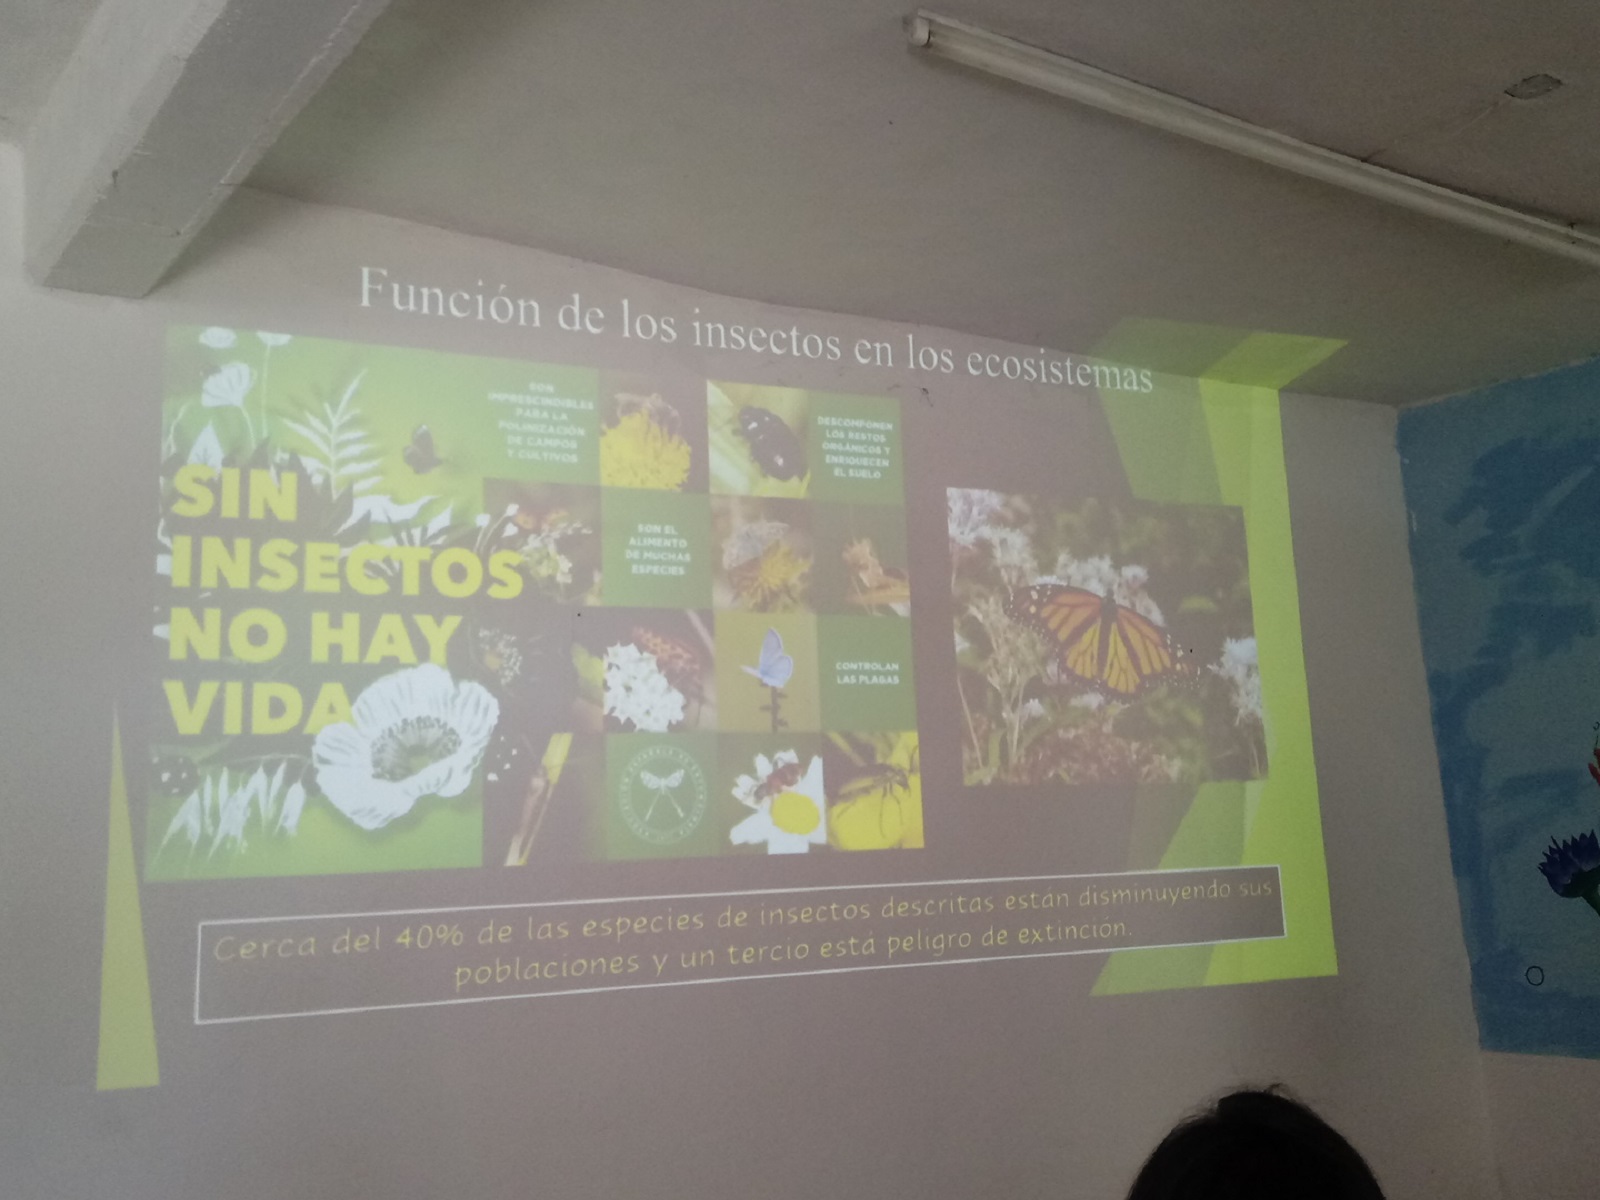 Función de los insectos en los ecosistemas
SIN
INSECTOS
NO HAY
VIDA
SON
IMPRESCINDIBLES
PARA LA
POLINIZACIÓN
DE CAMPOS
Y CULTIVOS
DESCOMPONEN
LOS RESTOS
ORGÁNICOS Y
ENRIQUECEN
EL SUELO
SON EL
ALIMENTO
DE MUCHAS
ESPECIES
CONTROLAN
LAS PLAGAS
Cerca del 40% de las especies de insectos descritas están disminuyendo sus
poblaciones y un tercio está peligro de extinción.